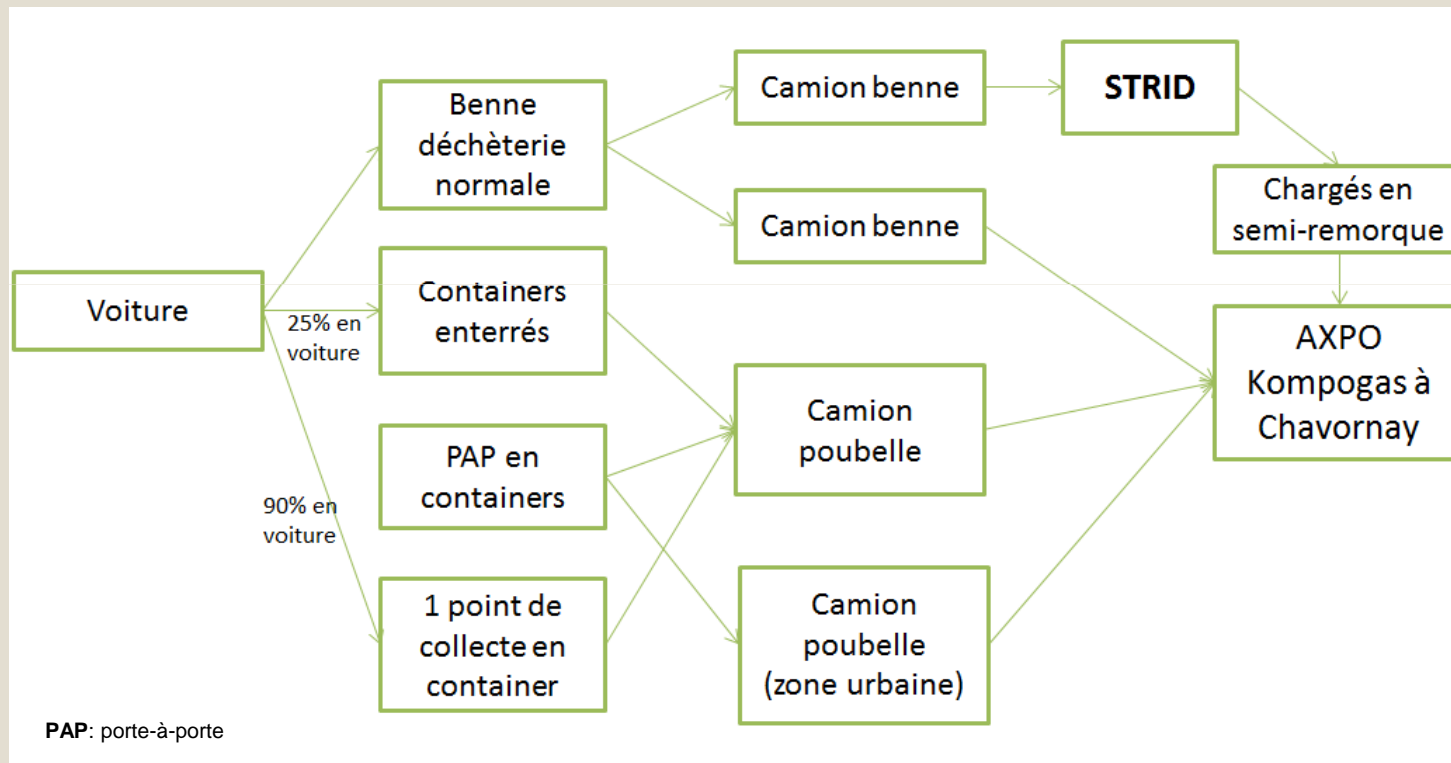 Voiture
25% en
voiture
90% en
voiture
Benne
déchèterie
normale
Containers
enterrés
PAP en
containers
1 point de
collecte en
container
Camion benne
Camion benne
Camion
poubelle
Camion
poubelle
(zone urbaine)
STRID
Chargés en
semi-remorque
AXPO
Kompogas à
Chavornay
PAP: porte-à-porte